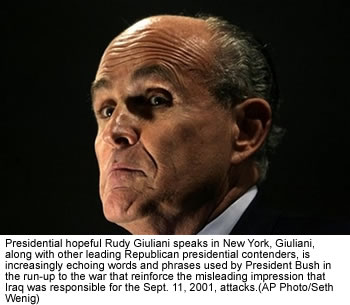 Presidential hopeful Rudy Giuliani speaks in New York, Giuliani,
along with other leading Republican presidential contenders, is
increasingly echoing words and phrases used by President Bush in
the run-up to the war that reinforce the misleading impression that
Iraq was responsible for the Sept. 11, 2001, attacks.(AP Photo/Seth
Wenig)